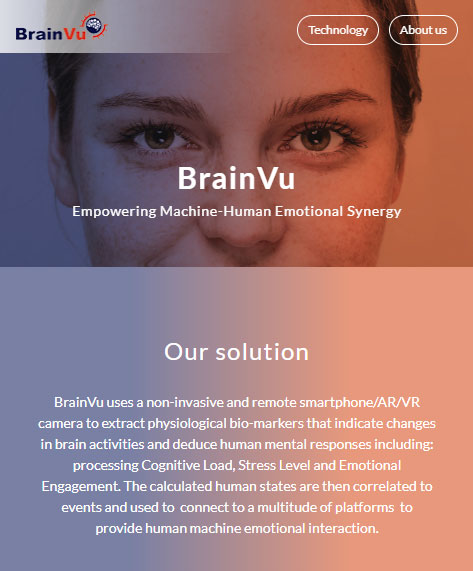 BrainVu
Technology
About us
BrainVu
Empowering Machine-Human Emotional Synergy
Our solution
BrainVu uses a non-invasive and remote smartphone/AR/VR
camera to extract physiological bio-markers that indicate changes
in brain activities and deduce human mental responses including:
processing Cognitive Load, Stress Level and Emotional
Engagement. The calculated human states are then correlated to
events and used to connect to a multitude of platforms to
provide human machine emotional interaction.